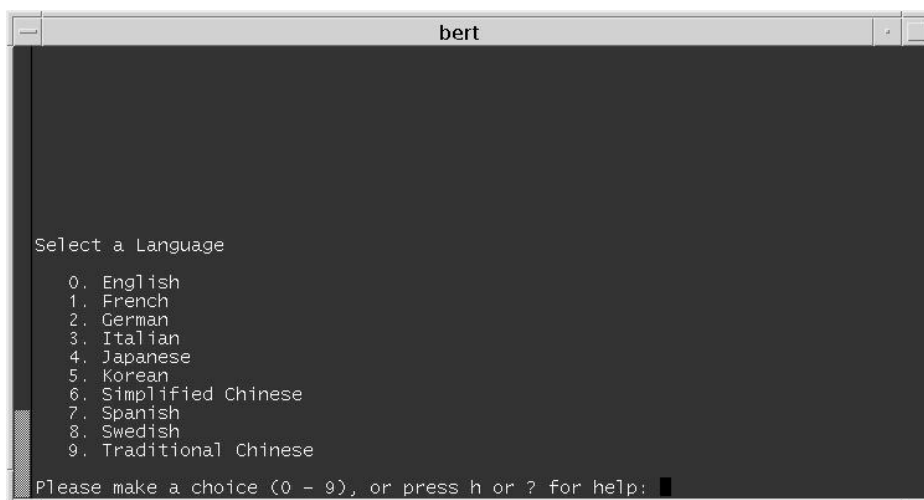 bert
Select a Language
0. English
1. French
2. German
3. Italian
4. Japanese
5. Korean
6. Simplified Chinese
7. Spanish
8. Swedish
9. Traditional Chinese
Please make a choice (0 - 9), or press h or ? for help: